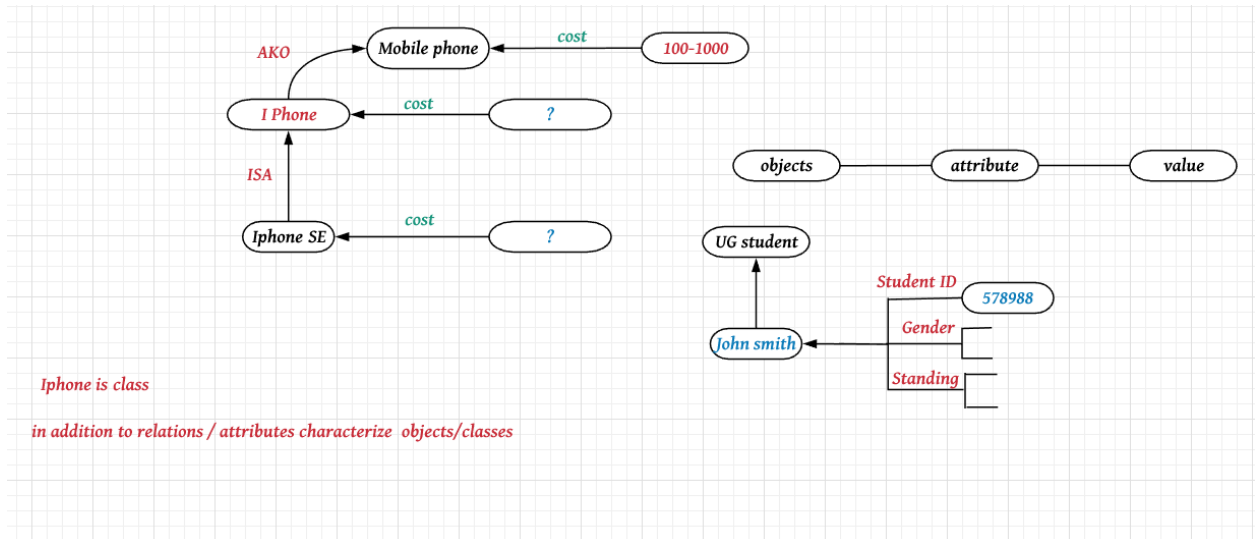 AKO
Mobile phone
cost
100-1000
I Phone
cost
?
ISA
Iphone SE
cost
?
objects
attribute
value
UG student
Student ID
578988
John smith
Gender
Standing
Iphone is class
in addition to relations / attributes characterize objects/classes